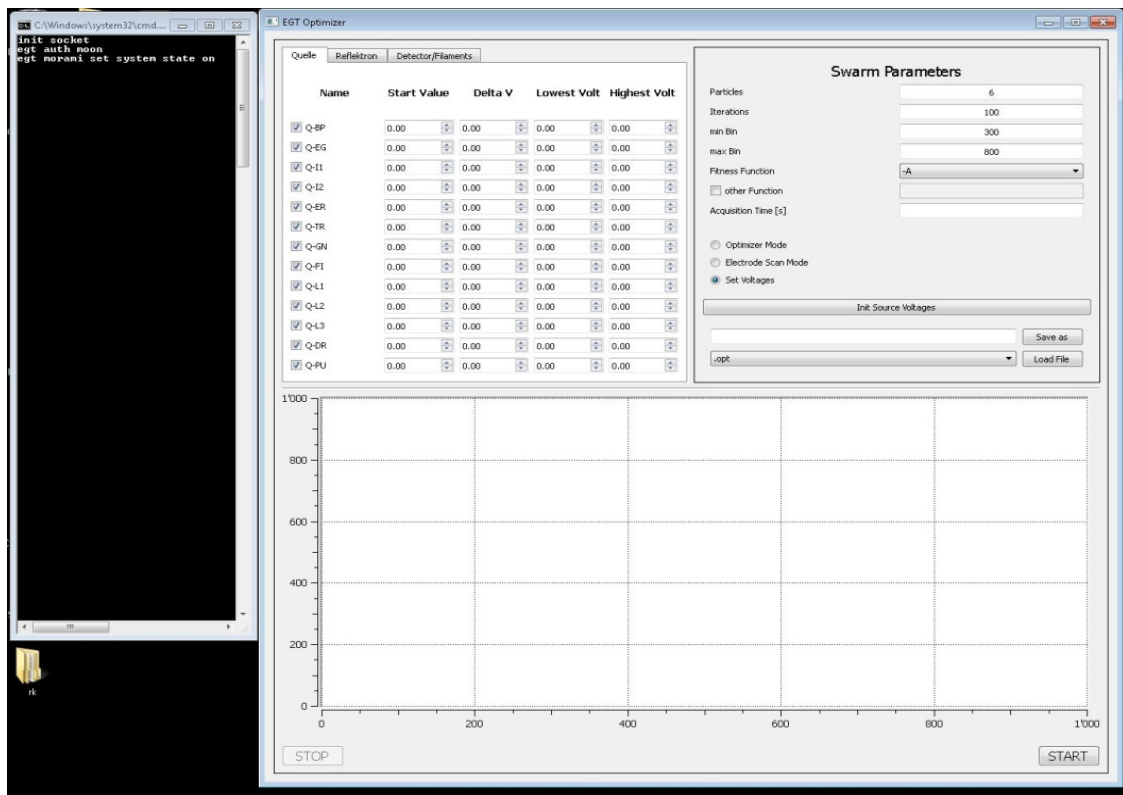 C:\Windows\system32\cmd....
init socket
egt auth moon
egt morami set system state on
rk
EGT Optimizer
Quelle Reflektron Detector/Filaments
Name Start Value Delta V Lowest Volt Highest Volt
Q-BP 0.00 0.00 0.00 0.00
Q-EG 0.00 0.00 0.00 0.00
Q-I1 0.00 0.00 0.00 0.00
Q-I2 0.00 0.00 0.00 0.00
Q-ER 0.00 0.00 0.00 0.00
Q-TR 0.00 0.00 0.00 0.00
Q-GN 0.00 0.00 0.00 0.00
Q-FI 0.00 0.00 0.00 0.00
Q-L1 0.00 0.00 0.00 0.00
Q-L2 0.00 0.00 0.00 0.00
Q-L3 0.00 0.00 0.00 0.00
Q-DR 0.00 0.00 0.00 0.00
Q-PU 0.00 0.00 0.00 0.00
Swarm Parameters
Particles 6
Iterations 100
min Bin 300
max Bin 800
Fitness Function -A
other Function
Acquisition Time [s]
Optimizer Mode
Electrode Scan Mode
Set Voltages
Init Source Voltages
Save as
.opt Load File
1'000
800
600
400
200
0
0 200 400 600 800 1'000
STOP START